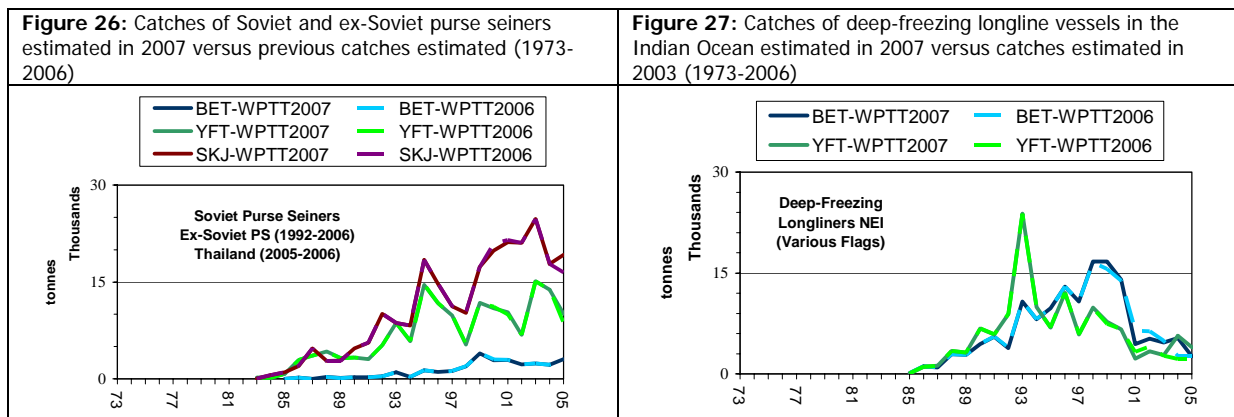 Figure 26: Catches of Soviet and ex-Soviet purse seiners
estimated in 2007 versus previous catches estimated (1973-
2006)
BET-WPTT2007 BET-WPTT2006
YFT-WPTT2007 YFT-WPTT2006
SKJ-WPTT2007 SKJ-WPTT2006
tonnes
Thousands
30
15
0
Soviet Purse Seiners
Ex-Soviet PS (1992-2006)
Thailand (2005-2006)
73 77 81 85 89 93 97 01 05
Figure 27: Catches of deep-freezing longline vessels in the
Indian Ocean estimated in 2007 versus catches estimated in
2003 (1973-2006)
BET-WPTT2007 BET-WPTT2006
YFT-WPTT2007 YFT-WPTT2006
tonnes
Thousands
30
15
0
Deep-Freezing
Longliners NEI
(Various Flags)
73 77 81 85 89 93 97 01 05